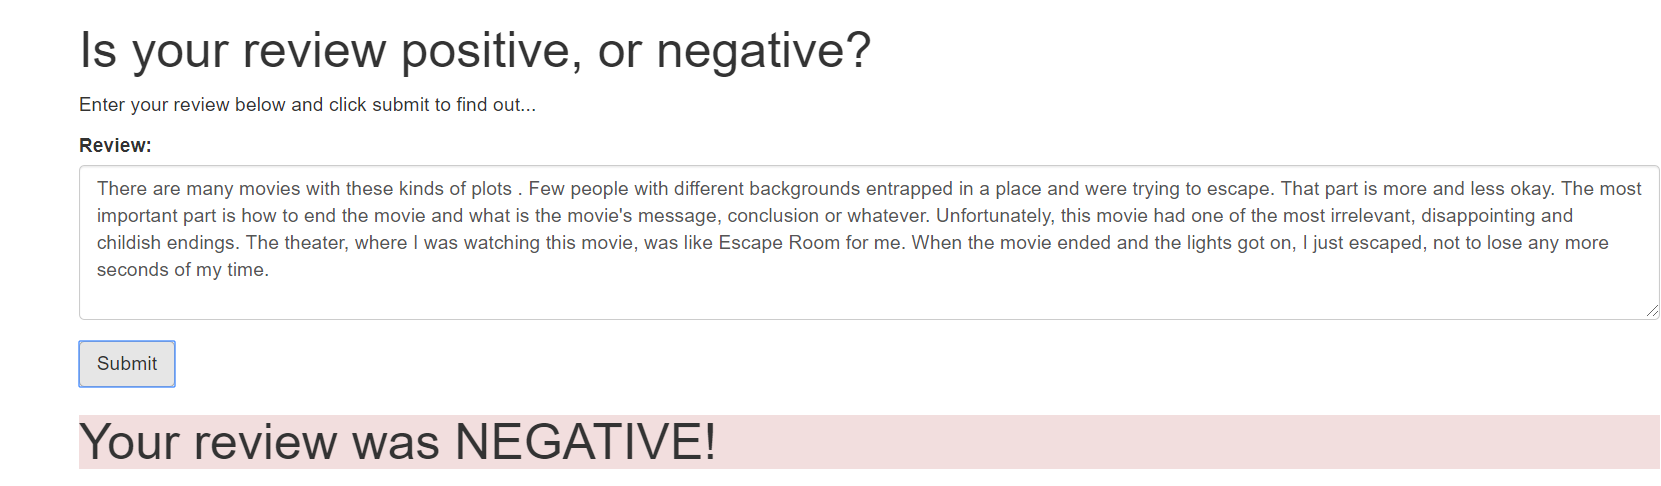 Is your review positive, or negative?
Enter your review below and click submit to find out...
Review:
There are many movies with these kinds of plots . Few people with different backgrounds entrapped in a place and were trying to escape. That part is more and less okay. The most
important part is how to end the movie and what is the movie's message, conclusion or whatever. Unfortunately, this movie had one of the most irrelevant, disappointing and
childish endings. The theater, where I was watching this movie, was like Escape Room for me. When the movie ended and the lights got on, I just escaped, not to lose any more
seconds of my time.
Submit
Your review was NEGATIVE!